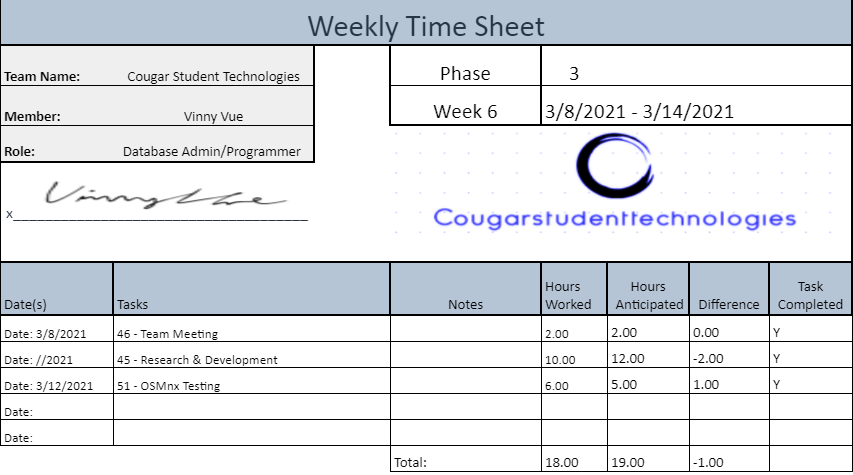 Weekly Time Sheet
Team Name: Cougar Student Technologies
Phase 3
Member: Vinny Vue
Week 6 3/8/2021 - 3/14/2021
Role: Database Admin/Programmer
Vinny Vue
x
Cougarstudenttechnologies
Date(s) Tasks Notes Hours Worked Hours Anticipated Difference Task Completed
Date: 3/8/2021 46 - Team Meeting 2.00 2.00 0.00 Y
Date: //2021 45 - Research & Development 10.00 12.00 -2.00 Y
Date: 3/12/2021 51 - OSMnx Testing 6.00 5.00 1.00 Y
Date:
Date:
Total: 18.00 19.00 -1.00